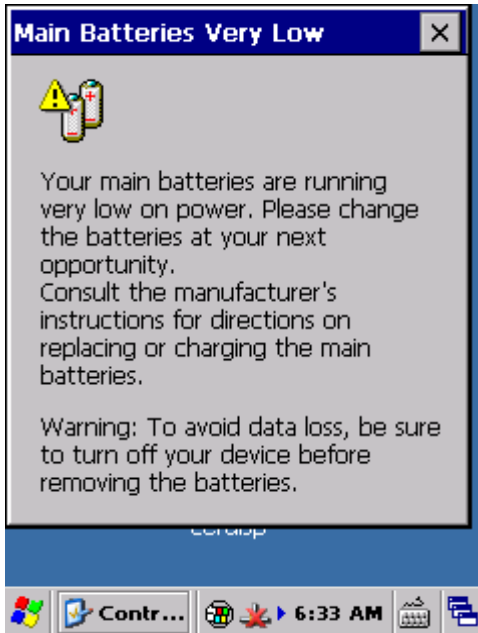 Main Batteries Very Low
Your main batteries are running
very low on power. Please change
the batteries at your next
opportunity.
Consult the manufacturer's
instructions for directions on
replacing or charging the main
batteries.
Warning: To avoid data loss, be sure
to turn off your device before
removing the batteries.
Contr...
6:33 AM